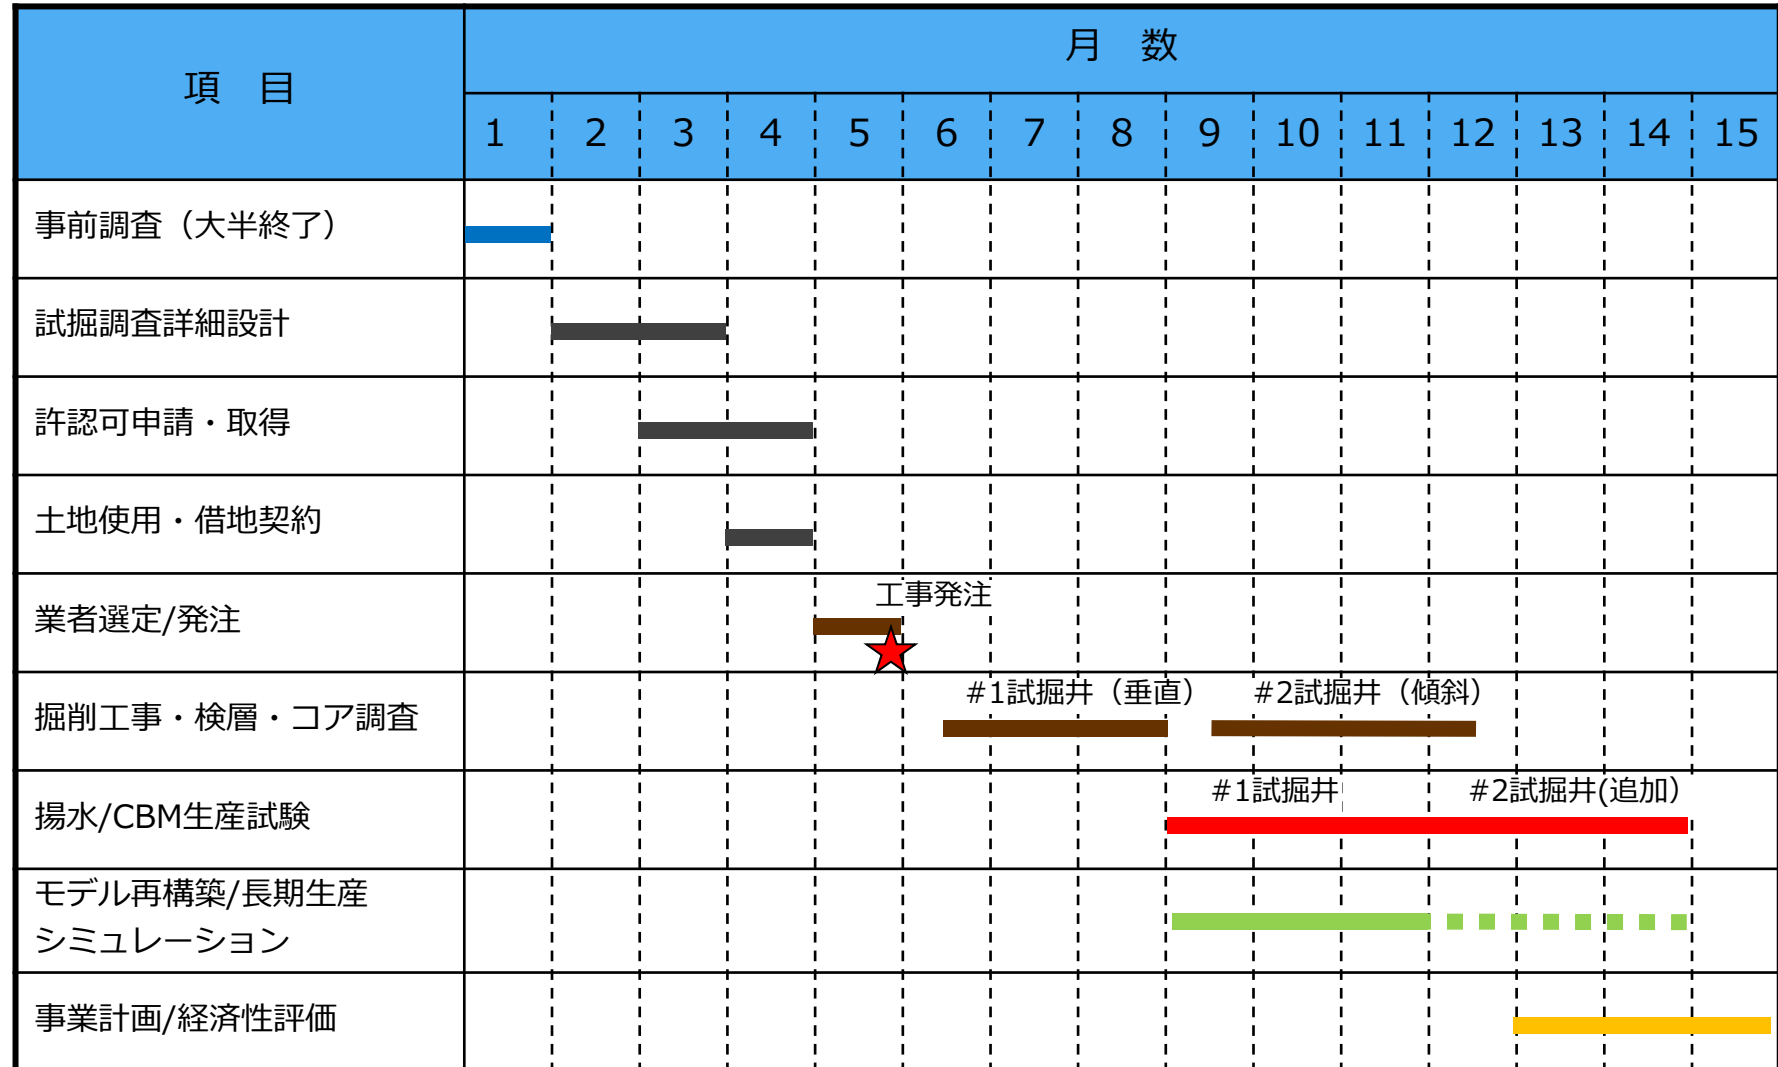 項 目
月 数
1 2 3 4 5 6 7 8 9 10 11 12 13 14 15
事前調査（大半終了）
試掘調査詳細設計
許認可申請・取得
土地使用・借地契約
業者選定/発注
工事発注
掘削工事・検層・コア調査
#1試掘井（垂直） #2試掘井（傾斜）
揚水/CBM生産試験
#1試掘井 #2試掘井(追加）
モデル再構築/長期生産
シミュレーション
事業計画/経済性評価